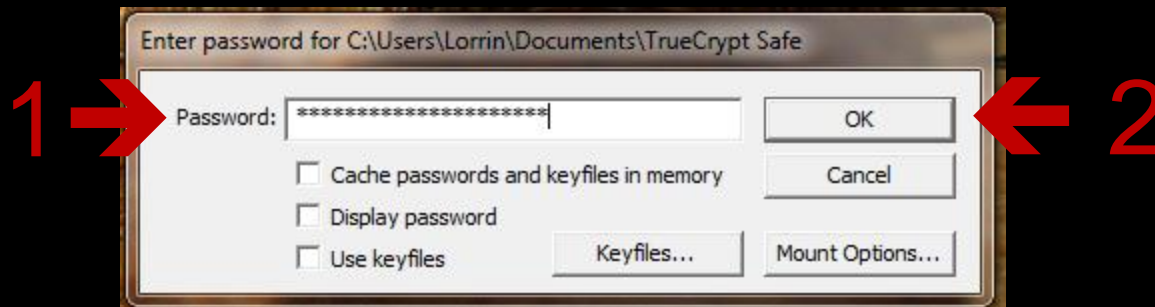 Enter password for C:\Users\Lorrin\Documents\TrueCrypt Safe
1 Password: ********************* OK 2
Cache passwords and keyfiles in memory Cancel
Display password
Use keyfiles Keyfiles... Mount Options...